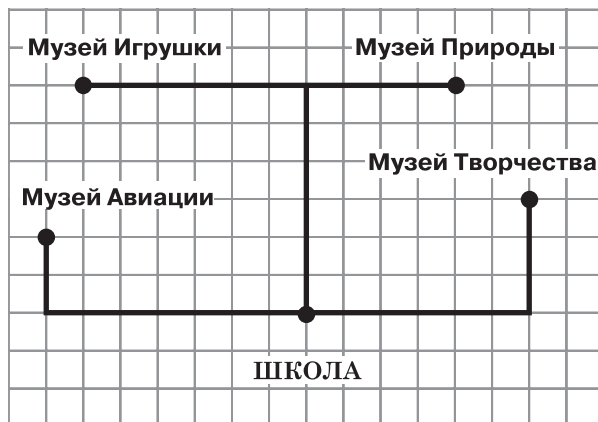 Музей Игрушки
Музей Природы
Музей Творчества
Музей Авиации
ШКОЛА